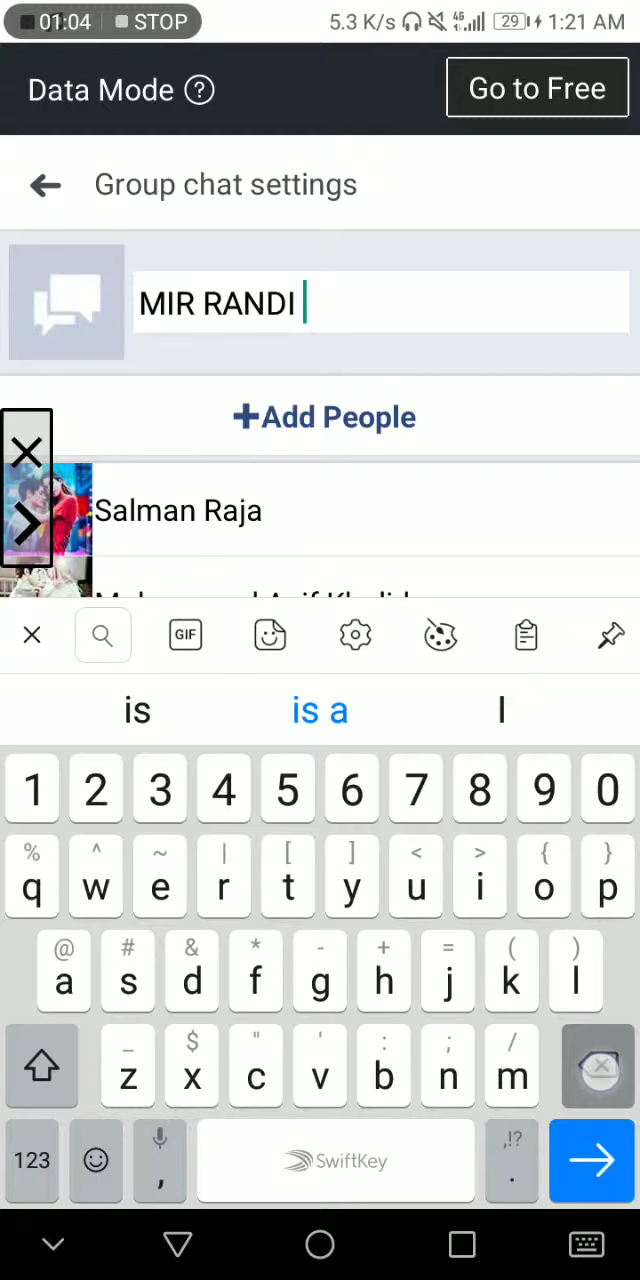 01:04 STOP 5.3 K/s 4G 29 1:21 AM
Data Mode ? Go to Free
Group chat settings
MIR RANDI
+Add People
Salman Raja
GIF
is is a I
1 2 3 4 5 6 7 8 9 0
% ^ ~ | [ ] < > { }
q w e r t y u i o p
@ # & * - + = ( )
a s d f g h j k l
_ $ " ' : ; /
z x c v b n m
,!?
123 , SwiftKey .